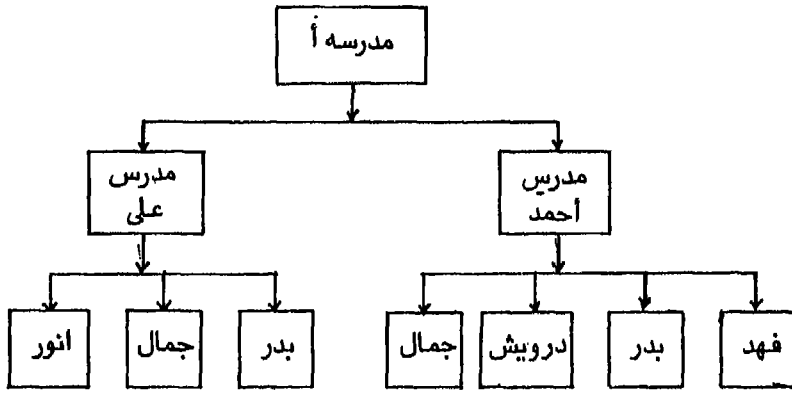 مدرسه أ
مدرس
أحمد
مدرس
على
فهد
بدر
درويش
جمال
بدر
جمال
انور